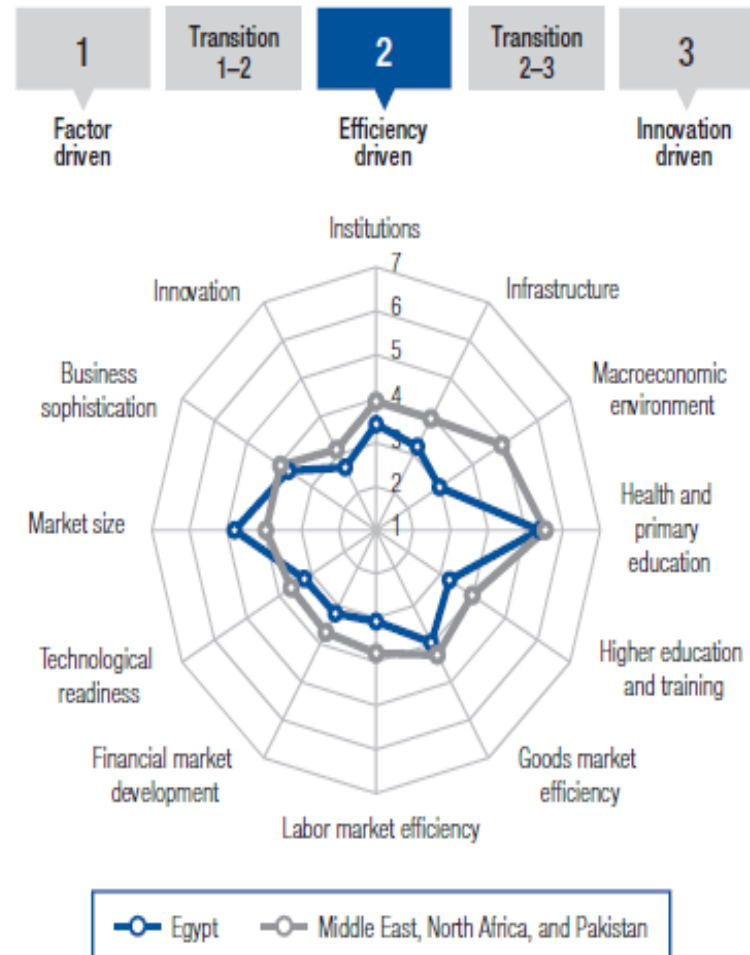 1
Transition
1–2
2
Transition
2–3
3
Factor
driven
Efficiency
driven
Innovation
driven
Institutions
7
Innovation
Infrastructure
6
5
Business
sophistication
Macroeconomic
environment
4
3
2
Market size
1
Health and
primary
education
Technological
readiness
Higher education
and training
Financial market
development
Goods market
efficiency
Labor market efficiency
Egypt
Middle East, North Africa, and Pakistan